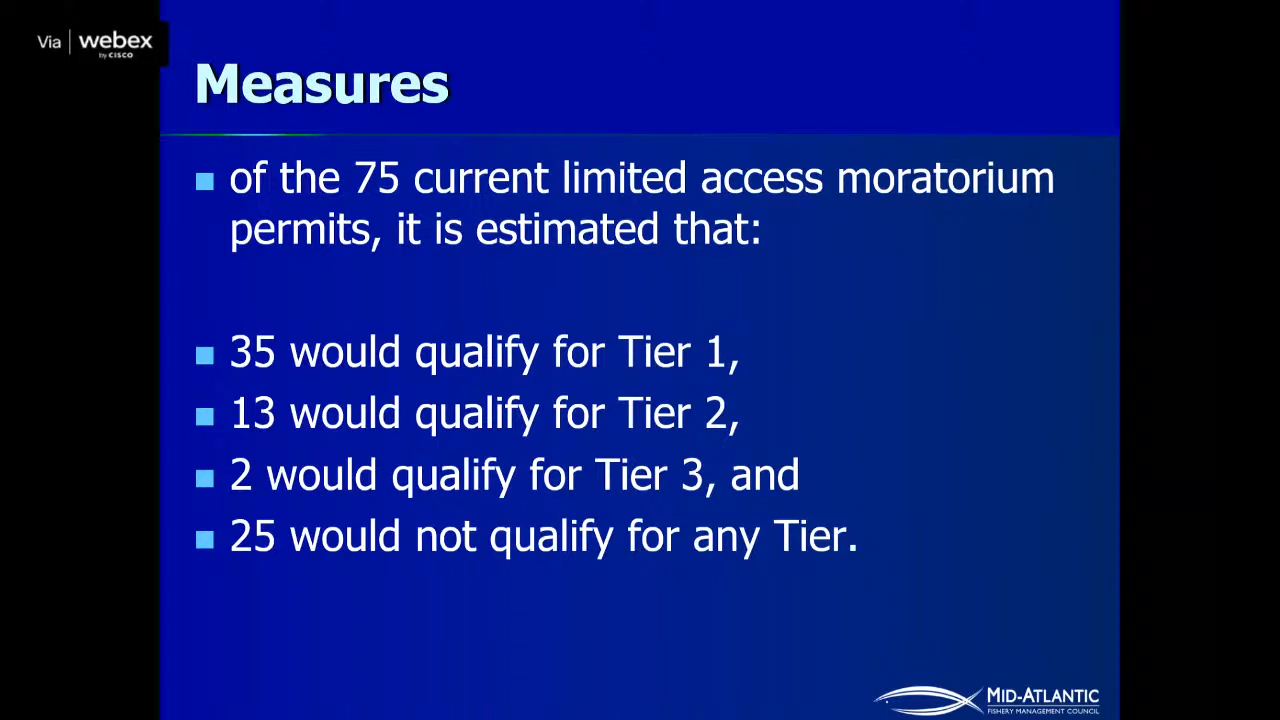 Via webex
by CISCO
Measures
of the 75 current limited access moratorium
permits, it is estimated that:
35 would qualify for Tier 1,
13 would qualify for Tier 2,
2 would qualify for Tier 3, and
25 would not qualify for any Tier.
MID-ATLANTIC
FISHERY MANAGEMENT COUNCIL